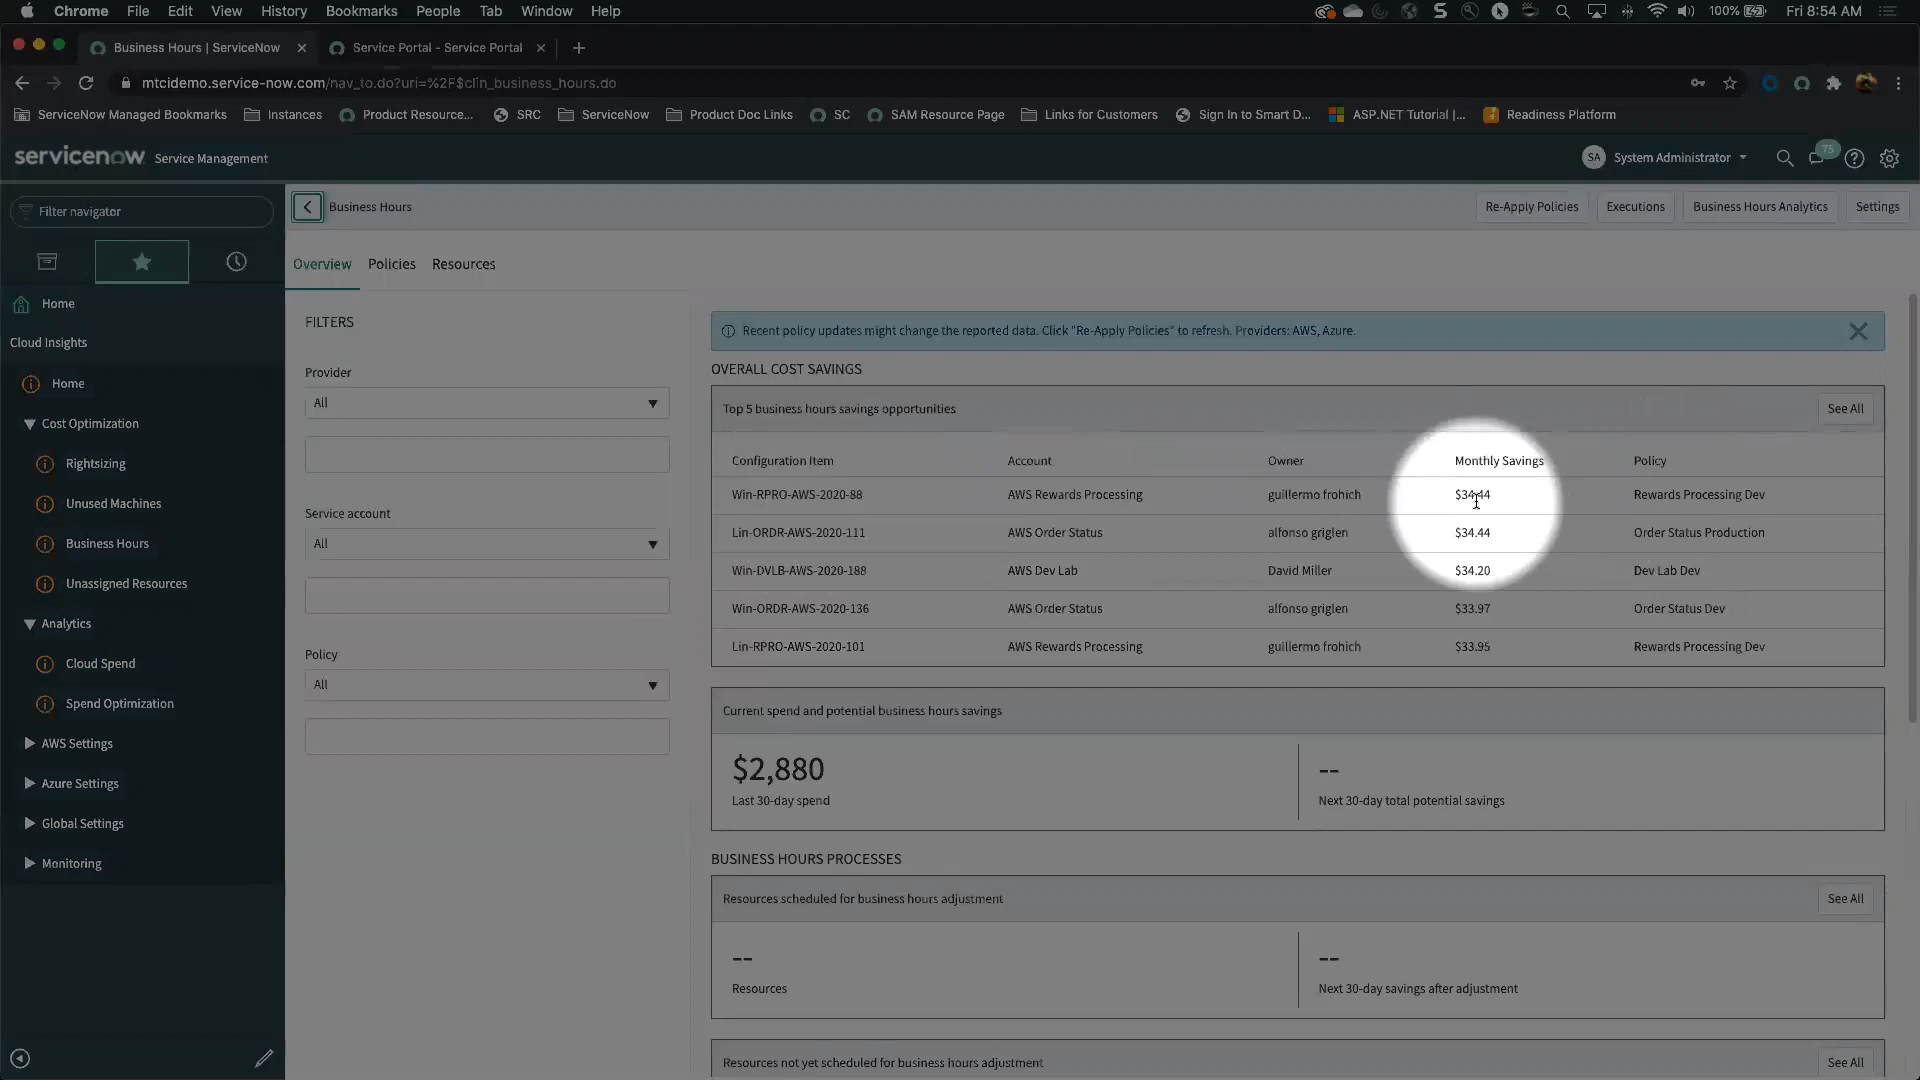 Chrome File Edit View History Bookmarks People Tab Window Help 100% Fri 8:54 AM
Business Hours | ServiceNow Service Portal - Service Portal
mtcidemo.service-now.com/nav_to.do?uri=%2F$clin_business_hours.do
ServiceNow Managed Bookmarks Instances Product Resource... SRC ServiceNow Product Doc Links SC SAM Resource Page Links for Customers Sign In to Smart D... ASP.NET Tutorial |... Readiness Platform
servicenow Service Management SA System Administrator 75
Filter navigator
Home
Cloud Insights
Home
Cost Optimization
Rightsizing
Unused Machines
Business Hours
Unassigned Resources
Analytics
Cloud Spend
Spend Optimization
AWS Settings
Azure Settings
Global Settings
Monitoring
Business Hours Re-Apply Policies Executions Business Hours Analytics Settings
Overview Policies Resources
FILTERS
Provider
All
Service account
All
Policy
All
Recent policy updates might change the reported data. Click "Re-Apply Policies" to refresh. Providers: AWS, Azure.
OVERALL COST SAVINGS
Top 5 business hours savings opportunities See All
Configuration Item Account Owner Monthly Savings Policy
Win-RPRO-AWS-2020-88 AWS Rewards Processing guillermo frohich $34.44 Rewards Processing Dev
Lin-ORDR-AWS-2020-111 AWS Order Status alfonso griglen $34.44 Order Status Production
Win-DVLB-AWS-2020-188 AWS Dev Lab David Miller $34.20 Dev Lab Dev
Win-ORDR-AWS-2020-136 AWS Order Status alfonso griglen $33.97 Order Status Dev
Lin-RPRO-AWS-2020-101 AWS Rewards Processing guillermo frohich $33.95 Rewards Processing Dev
Current spend and potential business hours savings
$2,880 --
Last 30-day spend Next 30-day total potential savings
BUSINESS HOURS PROCESSES
Resources scheduled for business hours adjustment See All
-- --
Resources Next 30-day savings after adjustment
Resources not yet scheduled for business hours adjustment See All